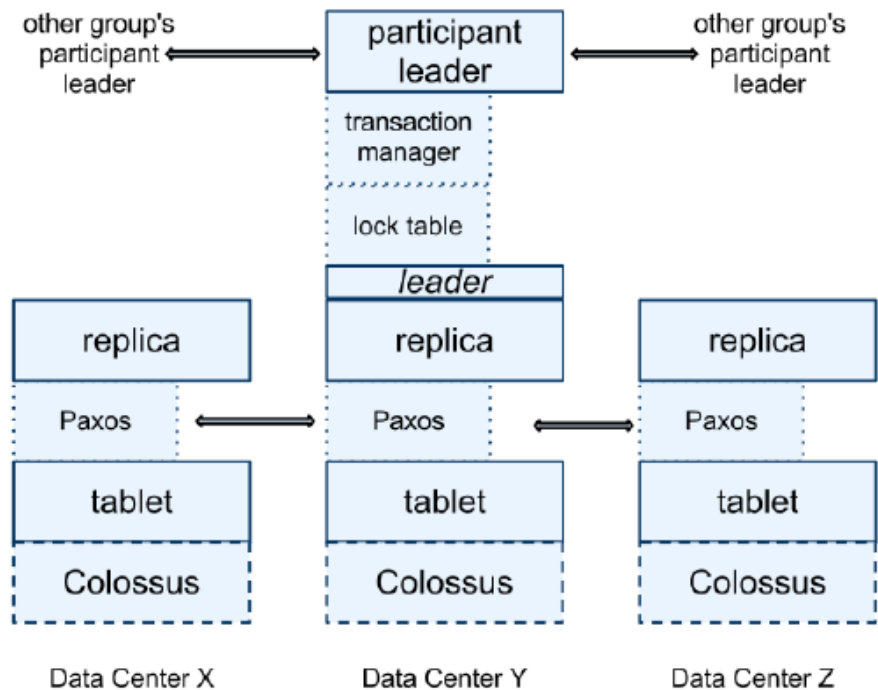 other group's
participant
leader
participant
leader
other group's
participant
leader
transaction
manager
lock table
leader
replica
replica
replica
Paxos
Paxos
Paxos
tablet
tablet
tablet
Colossus
Colossus
Colossus
Data Center X
Data Center Y
Data Center Z